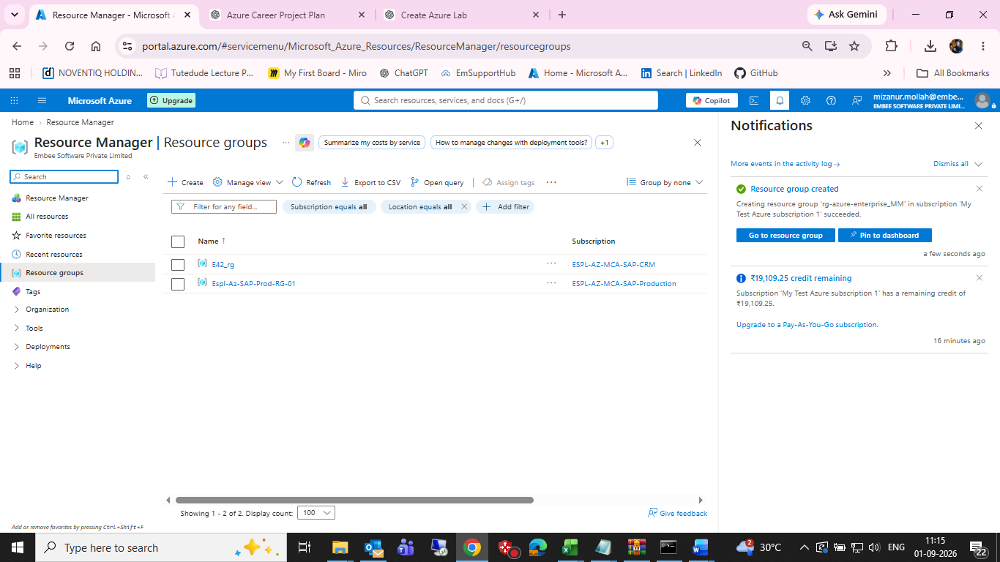 Resource Manager - Microsoft A
Azure Career Project Plan
Create Azure Lab
Ask Gemini
portal.azure.com/#servicemenu/Microsoft_Azure_Resources/ResourceManager/resourcegroups
NOVENTIQ HOLDIN...
Tutedude Lecture P...
My First Board - Miro
ChatGPT
EmSupportHub
Home - Microsoft A...
Search | LinkedIn
GitHub
All Bookmarks
Microsoft Azure
Upgrade
Search resources, services, and docs (G+/)
Copilot
mizanur.mollah@embe...
EMBEE SOFTWARE PRIVATE LIMI...
Home > Resource Manager
Resource Manager | Resource groups
Embee Software Private Limited
Summarize my costs by service
How to manage changes with deployment tools?
+1
Search
Resource Manager
All resources
Favorite resources
Recent resources
Resource groups
Tags
Organization
Tools
Deployments
Help
Add or remove favorites by pressing Ctrl+Shift+F
Create
Manage view
Refresh
Export to CSV
Open query
Assign tags
Group by none
Filter for any field...
Subscription equals all
Location equals all
Add filter
Name ↑
Subscription
E42_rg
ESPL-AZ-MCA-SAP-CRM
Espl-Az-SAP-Prod-RG-01
ESPL-AZ-MCA-SAP-Production
Showing 1 - 2 of 2. Display count: 100
Give feedback
Notifications
More events in the activity log →
Dismiss all
Resource group created
Creating resource group 'rg-azure-enterprise_MM' in subscription 'My
Test Azure subscription 1' succeeded.
Go to resource group
Pin to dashboard
a few seconds ago
₹19,109.25 credit remaining
Subscription 'My Test Azure subscription 1' has a remaining credit of
₹19,109.25.
Upgrade to a Pay-As-You-Go subscription.
16 minutes ago
Type here to search
2
30°C
ENG
11:15
01-09-2026
22